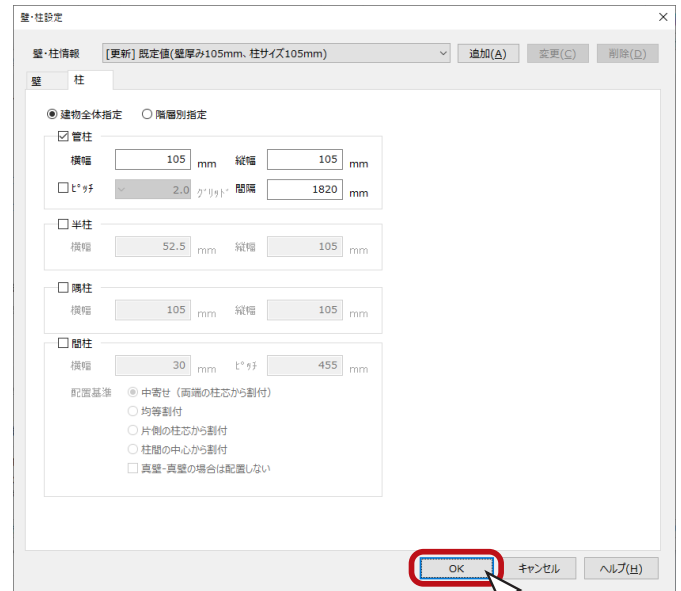 壁・柱設定
壁・柱情報 [更新] 既定値(壁厚み105mm、柱サイズ105mm) 追加(A) 変更(C) 削除(D)
壁 柱
建物全体指定 階層別指定
管柱
横幅 105 mm 縦幅 105 mm
ﾋﾟｯﾁ 2.0 ｸﾞﾘｯﾄﾞ 間隔 1820 mm
半柱
横幅 52.5 mm 縦幅 105 mm
隅柱
横幅 105 mm 縦幅 105 mm
間柱
横幅 30 mm ﾋﾟｯﾁ 455 mm
配置基準 中寄せ（両端の柱芯から割付）
均等割付
片側の柱芯から割付
柱間の中心から割付
真壁-真壁の場合は配置しない
OK キャンセル ヘルプ(H)